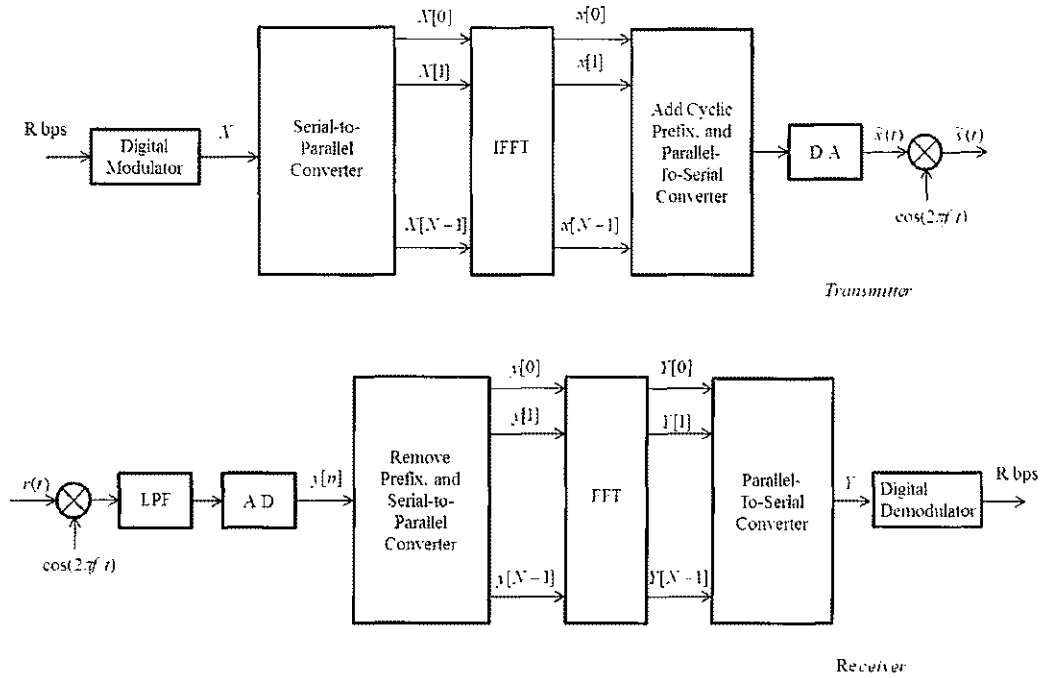 X[0]
x[0]
X[1]
x[1]
R bps
Digital
Modulator
X
Serial-to-
Parallel
Converter
IFFT
Add Cyclic
Prefix, and
Parallel-
To-Serial
Converter
D A
x̃(t)
s̃(t)
cos(2πf t)
X[N-1]
x[N-1]
Transmitter
y[0]
Y[0]
y[1]
Y[1]
r(t)
LPF
A D
y[n]
Remove
Prefix, and
Serial-to-
Parallel
Converter
FFT
Parallel-
To-Serial
Converter
Y
Digital
Demodulator
R bps
cos(2πf t)
y[N-1]
Y[N-1]
Receiver